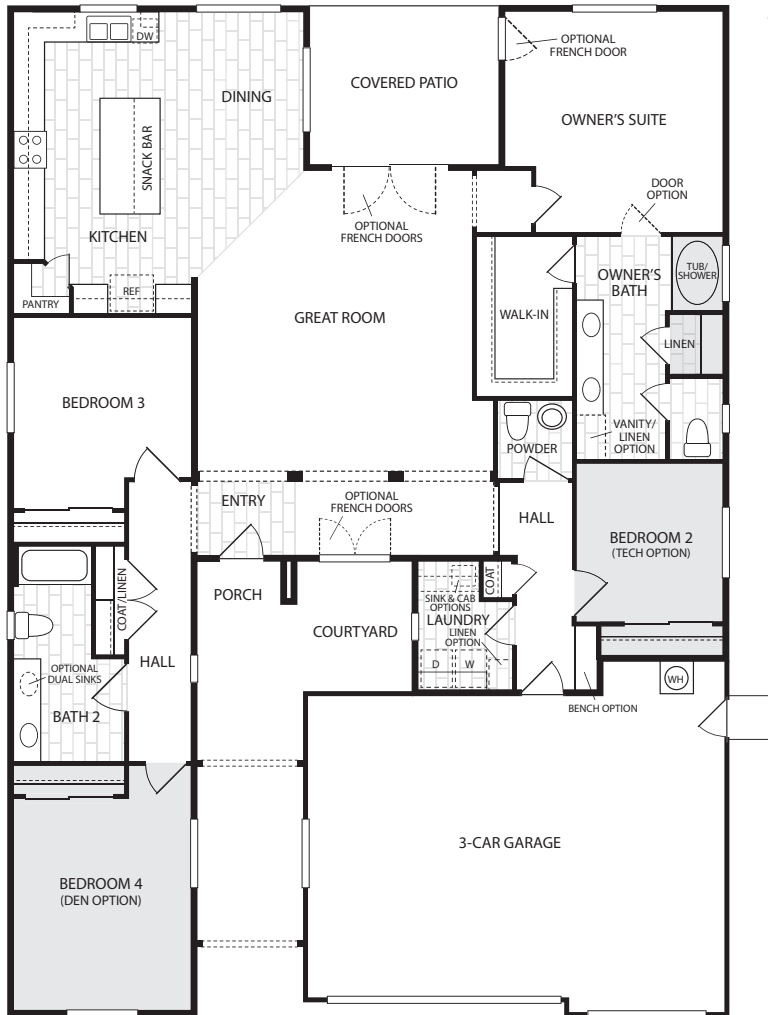 DW
OPTIONAL
FRENCH DOOR
DINING
COVERED PATIO
OWNER'S SUITE
SNACK BAR
DOOR
OPTION
OPTIONAL
FRENCH DOORS
KITCHEN
OWNER'S
BATH
TUB/
SHOWER
REF
PANTRY
GREAT ROOM
WALK-IN
LINEN
BEDROOM 3
VANITY/
LINEN
OPTION
POWDER
ENTRY
OPTIONAL
FRENCH DOORS
HALL
BEDROOM 2
(TECH OPTION)
COAT/LINEN
PORCH
COURTYARD
SINK & CAB
OPTIONS
COAT
LAUNDRY
LINEN
OPTION
D
W
HALL
OPTIONAL
DUAL SINKS
BATH 2
WH
BENCH OPTION
3-CAR GARAGE
BEDROOM 4
(DEN OPTION)